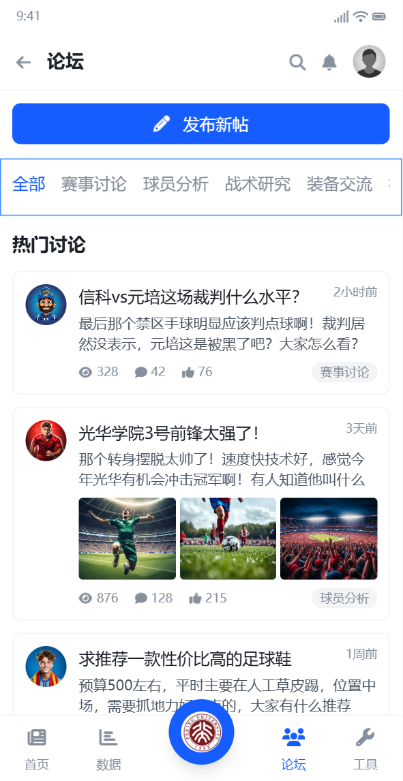 9:41
论坛
发布新帖
全部 赛事讨论 球员分析 战术研究 装备交流
热门讨论
信科vs元培这场裁判什么水平？
2小时前
最后那个禁区手球明显应该判点球啊！裁判居
然没表示，元培这是被黑了吧？大家怎么看？
328 42 76
赛事讨论
光华学院3号前锋太强了！
3天前
那个转身摆脱太帅了！速度快技术好，感觉今
年光华有机会冲击冠军啊！有人知道他叫什么
876 128 215
球员分析
求推荐一款性价比高的足球鞋
1周前
预算500左右，平时主要在人工草皮踢，位置中
场，需要抓地力好一点的，大家有什么推荐
首页 数据 论坛 工具